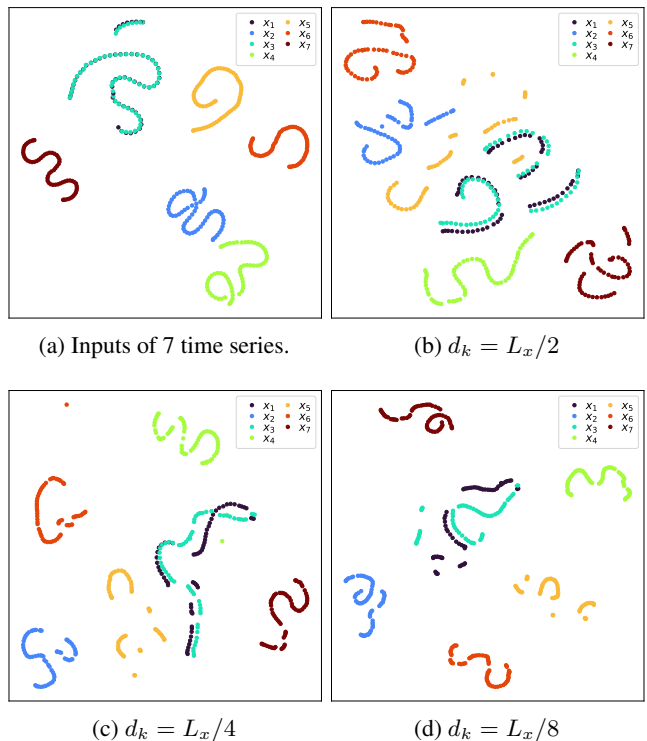 x₁ x₅
x₂ x₆
x₃ x₇
x₄
x₁ x₅
x₂ x₆
x₃ x₇
x₄
(a) Inputs of 7 time series.
(b) dₖ = Lₓ/2
x₁ x₅
x₂ x₆
x₃ x₇
x₄
x₁ x₅
x₂ x₆
x₃ x₇
x₄
(c) dₖ = Lₓ/4
(d) dₖ = Lₓ/8